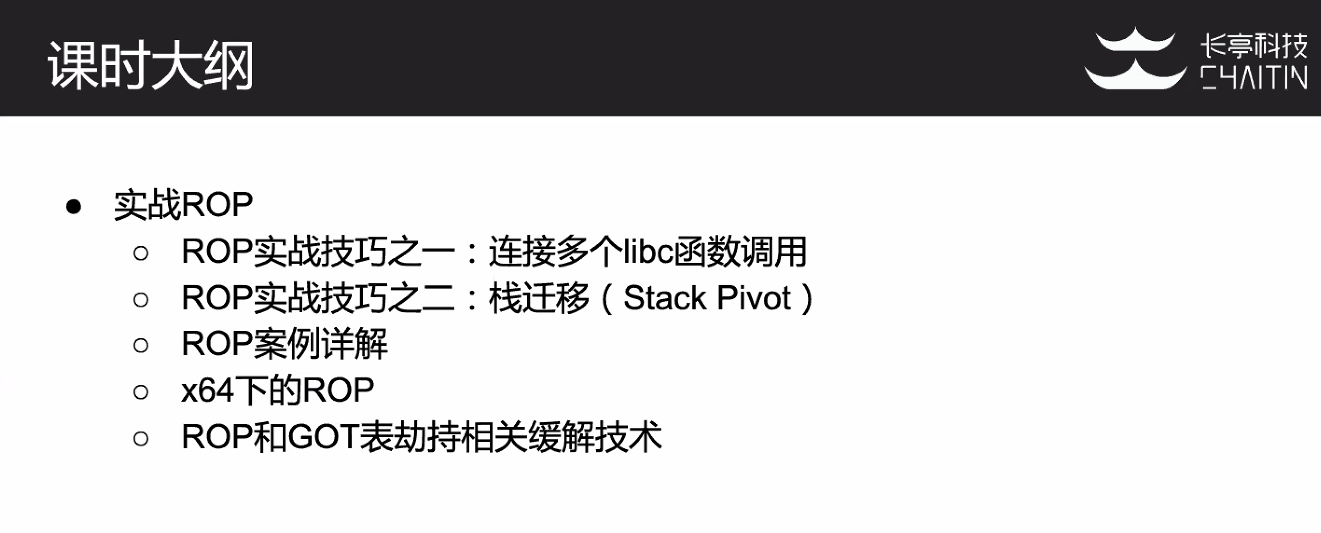 课时大纲
长亭科技
CHAITIN
● 实战ROP
○ ROP实战技巧之一：连接多个libc函数调用
○ ROP实战技巧之二：栈迁移（Stack Pivot）
○ ROP案例详解
○ x64下的ROP
○ ROP和GOT表劫持相关缓解技术